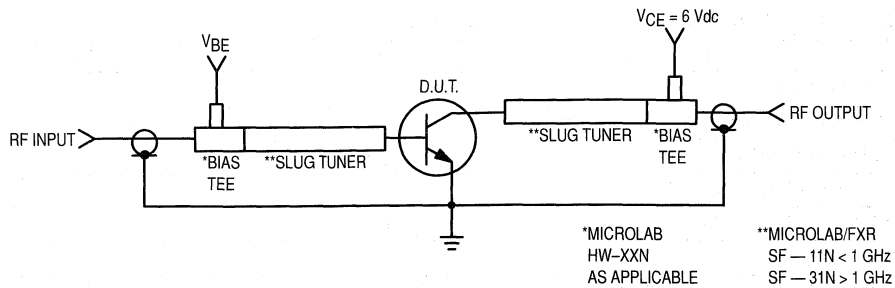 VBE
VCE = 6 Vdc
D.U.T.
RF INPUT
RF OUTPUT
*BIAS
TEE
**SLUG TUNER
**SLUG TUNER
*BIAS
TEE
*MICROLAB
HW–XXN
AS APPLICABLE
**MICROLAB/FXR
SF — 11N < 1 GHz
SF — 31N > 1 GHz